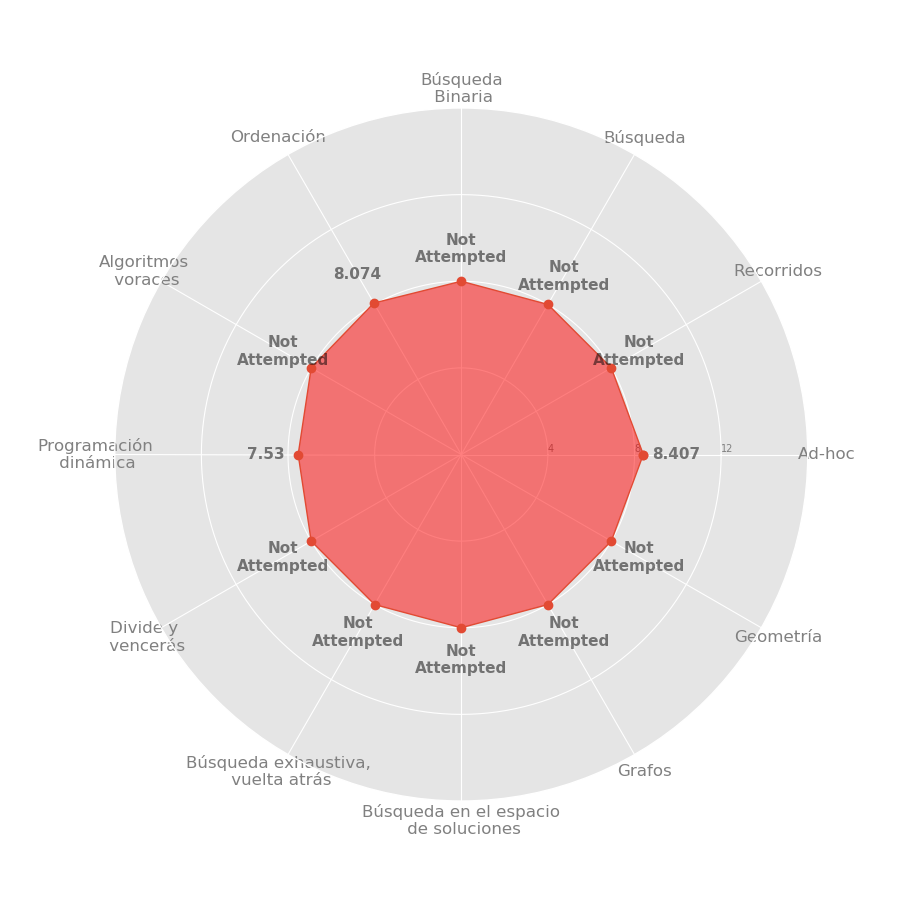 Búsqueda
Binaria
Ordenación
Búsqueda
Not
Attempted
Algoritmos
voraces
8.074
Not
Attempted
Recorridos
Not
Attempted
Not
Attempted
Programación
dinámica
7.53
4
8
8.407
12
Ad-hoc
Not
Attempted
Not
Attempted
Divide y
vencerás
Not
Attempted
Not
Attempted
Not
Attempted
Geometría
Búsqueda exhaustiva,
vuelta atrás
Grafos
Búsqueda en el espacio
de soluciones